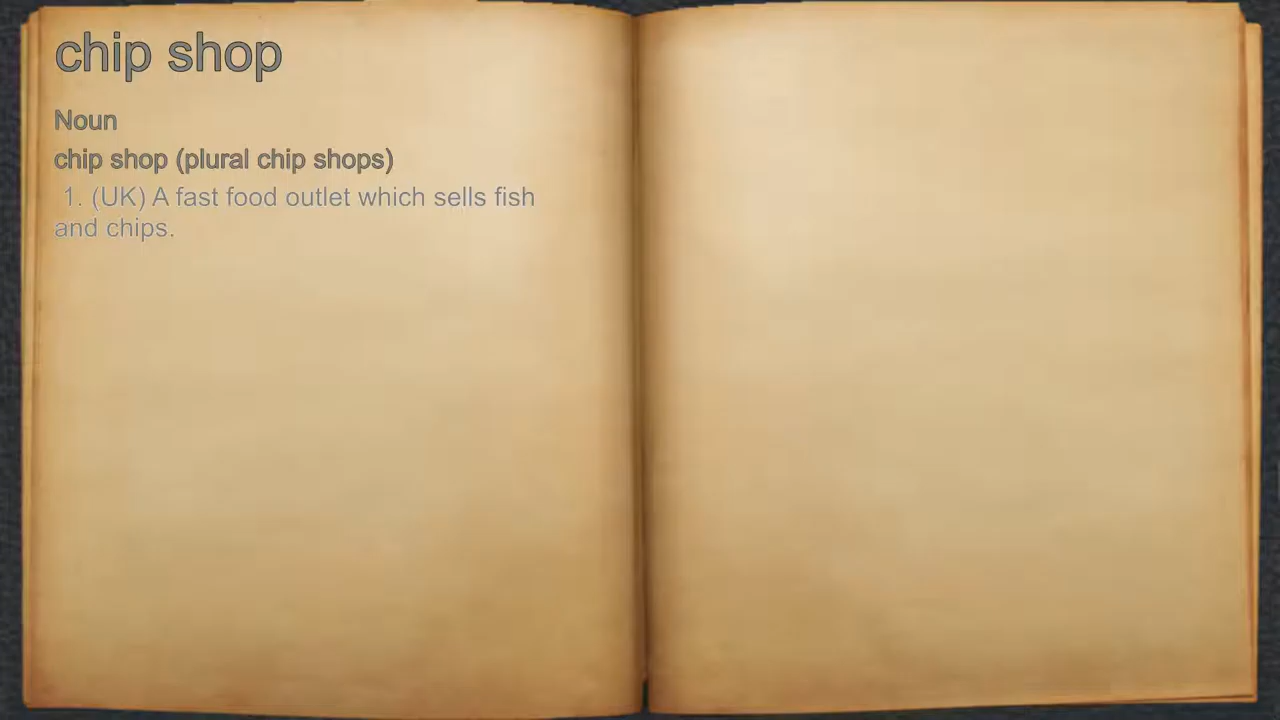 chip shop
Noun
chip shop (plural chip shops)
1. (UK) A fast food outlet which sells fish
and chips.